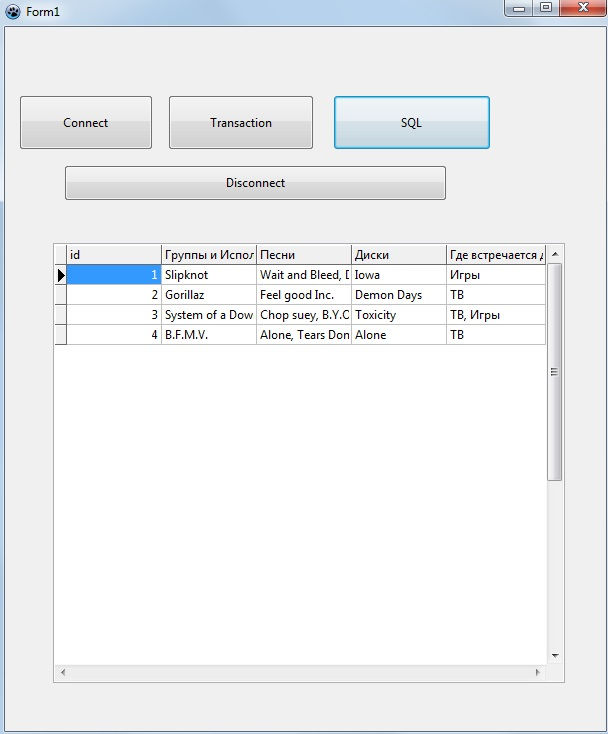 Form1
Connect Transaction SQL
Disconnect
id Группы и Испол Песни Диски Где встречается
1 Slipknot Wait and Bleed, Iowa Игры
2 Gorillaz Feel good Inc. Demon Days ТВ
3 System of a Dow Chop suey, B.Y.O Toxicity ТВ, Игры
4 B.F.M.V. Alone, Tears Don Alone ТВ